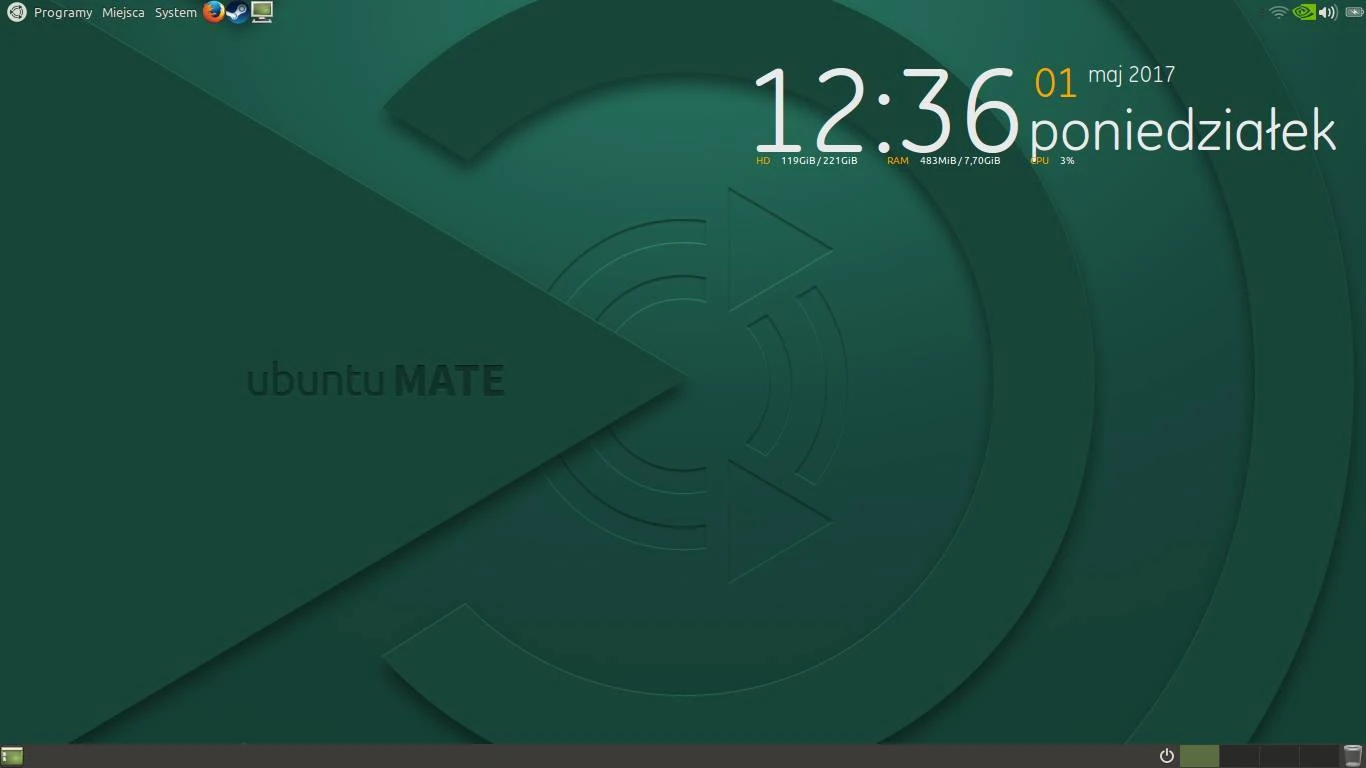 Programy Miejsca System
12:36 01 maj 2017
poniedziałek
HD 119GiB/221GiB RAM 483MiB/7,70GiB CPU 3%
ubuntu MATE